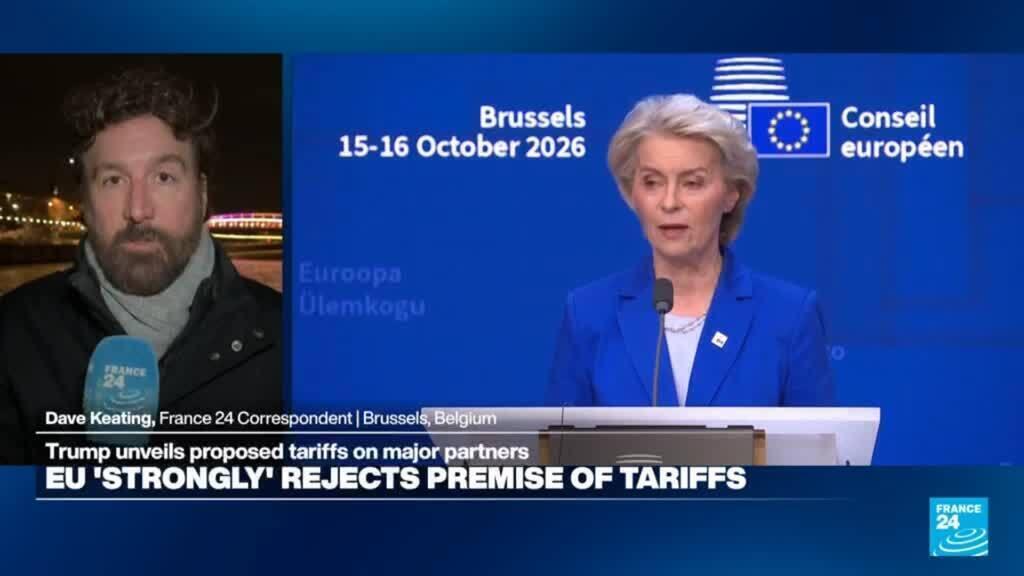 Brussels
15-16 October 2026
Conseil
européen
Euroopa
Ülemkogu
FRANCE
24
Dave Keating, France 24 Correspondent | Brussels, Belgium
Trump unveils proposed tariffs on major partners
EU 'STRONGLY' REJECTS PREMISE OF TARIFFS
FRANCE
24